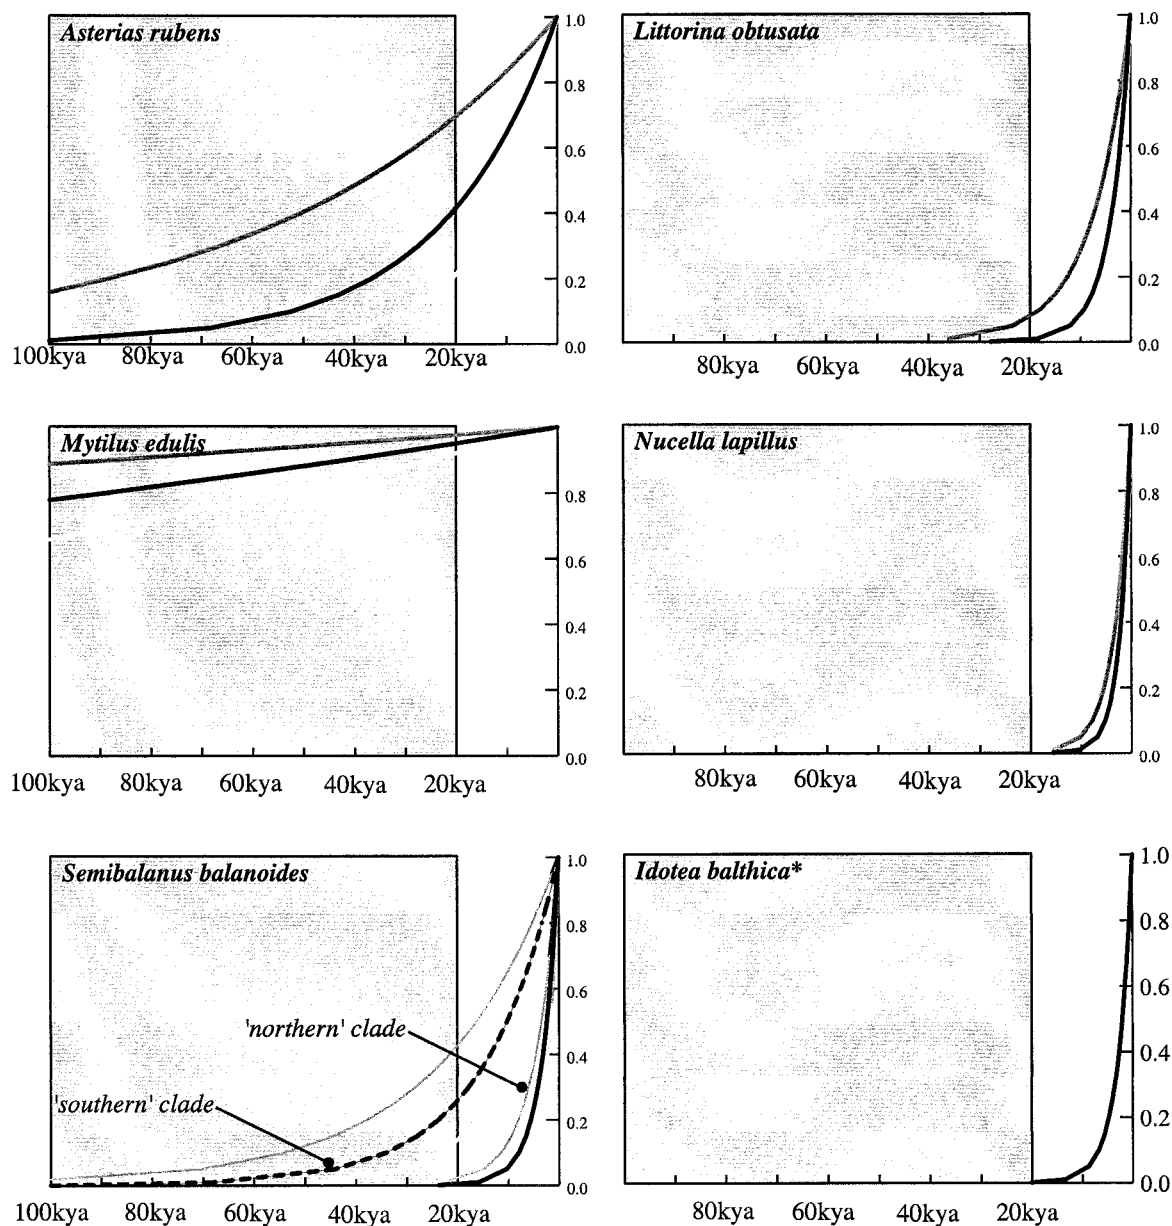 Asterias rubens
1.0
0.8
0.6
0.4
0.2
0.0
100kya 80kya 60kya 40kya 20kya
Littorina obtusata
1.0
0.8
0.6
0.4
0.2
0.0
80kya 60kya 40kya 20kya
Mytilus edulis
0.8
0.6
0.4
0.2
0.0
100kya 80kya 60kya 40kya 20kya
Nucella lapillus
1.0
0.8
0.6
0.4
0.2
0.0
80kya 60kya 40kya 20kya
Semibalanus balanoides
1.0
0.8
0.6
0.4
0.2
0.0
'northern' clade
'southern' clade
100kya 80kya 60kya 40kya 20kya
Idotea balthica*
1.0
0.8
0.6
0.4
0.2
0.0
80kya 60kya 40kya 20kya